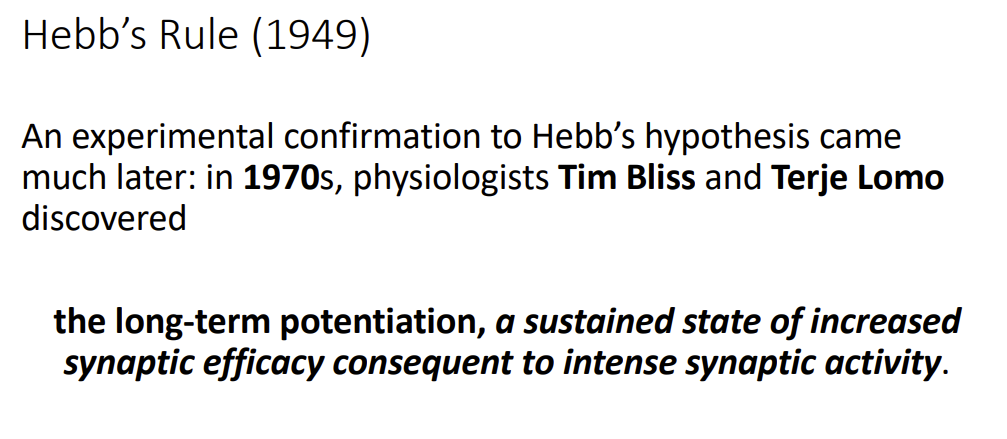 Hebb’s Rule (1949)
An experimental confirmation to Hebb’s hypothesis came
much later: in 1970s, physiologists Tim Bliss and Terje Lomo
discovered
the long-term potentiation, a sustained state of increased
synaptic efficacy consequent to intense synaptic activity.